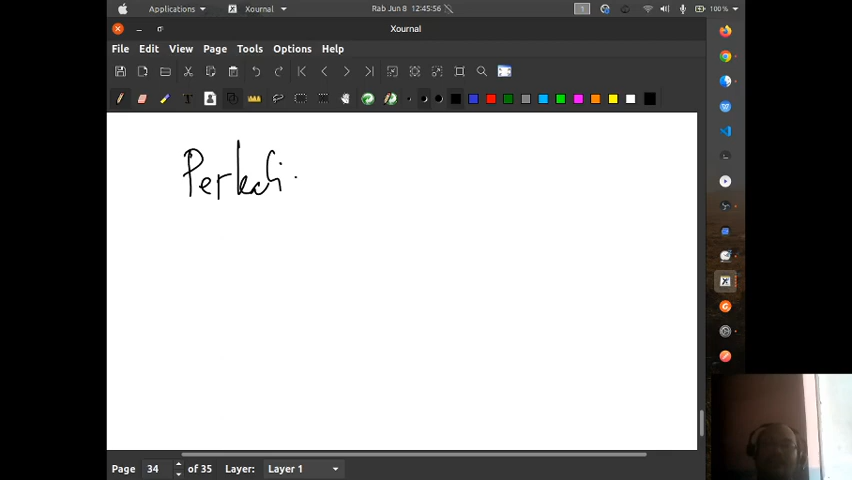 Applications Xournal Rab Jun 8 12:45:56 1 100%
Xournal
File Edit View Page Tools Options Help
Perkali
Page 34 of 35 Layer: Layer 1